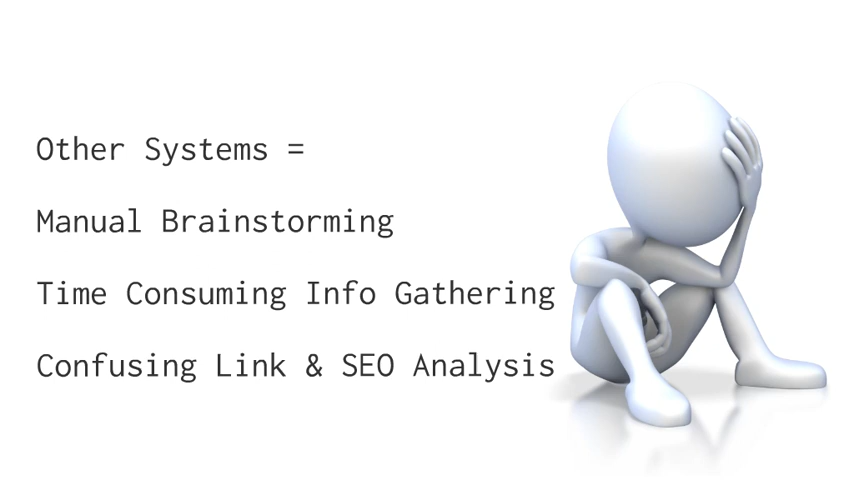 Other Systems =
Manual Brainstorming
Time Consuming Info Gathering
Confusing Link & SEO Analysis